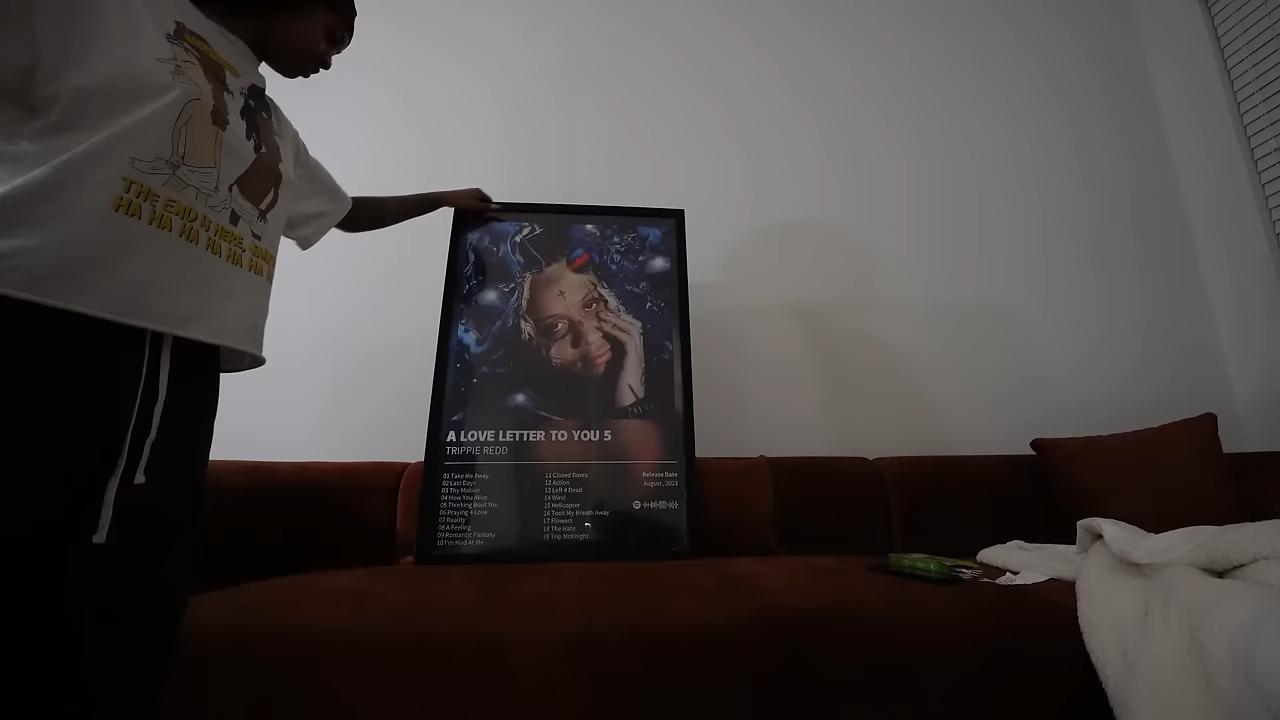 THE END IS HERE,
HA HA HA HA HA HA HA
A LOVE LETTER TO YOU 5
TRIPPIE REDD
01 Take Me Away
02 Last Days
03 Thy Motion
04 How You Alive
05 Thinking Bout You
06 Praying 4 Love
07 Reality
08 A Feeling
09 Romantic Fantasy
10 I'm Mad At Me
11 Closed Doors
12 Action
13 Left 4 Dead
14 Wind
15 Helicopter
16 Took My Breath Away
17 Flowers
18 The Hate
19 Trip McKnight
Release Date
August , 2023